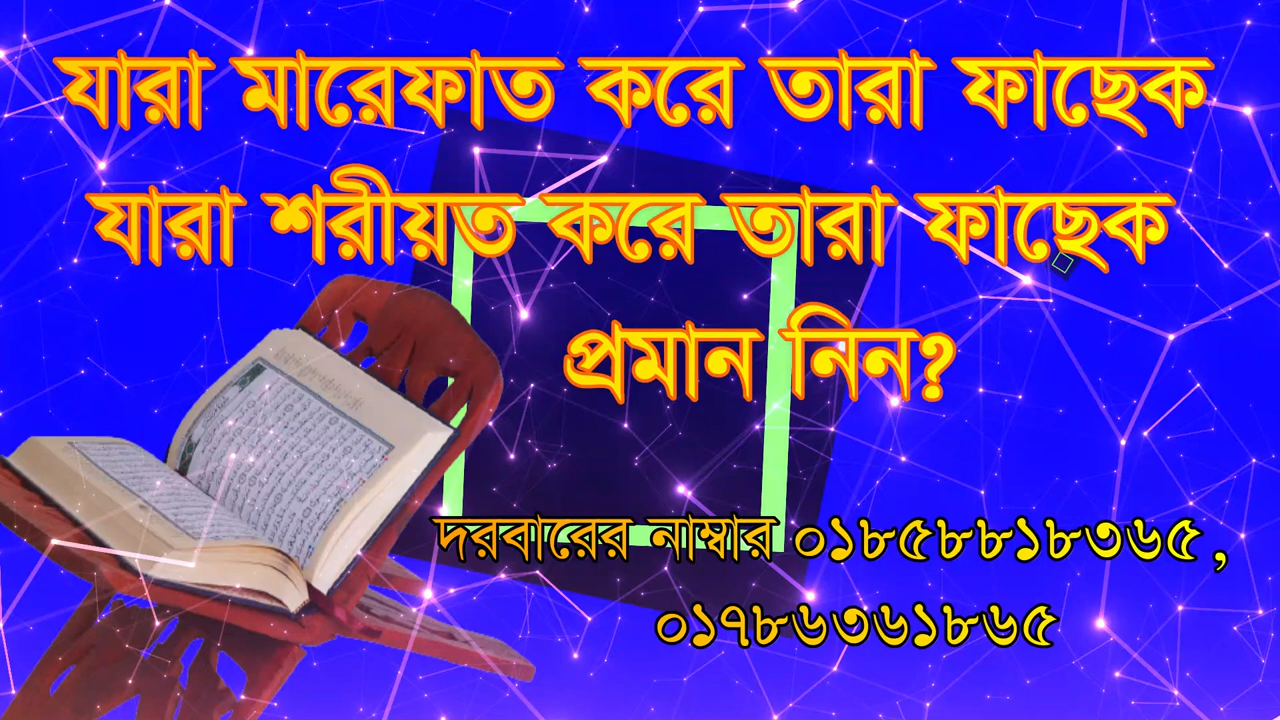 যারা মারেফাত করে তারা ফাছেক
যারা শরীয়ত করে তারা ফাছেক
প্রমান নিন?
দরবারের নাম্বার ০১৮৫৮৮১৮৩৬৫,
০১৭৮৬৩৬১৮৬৫